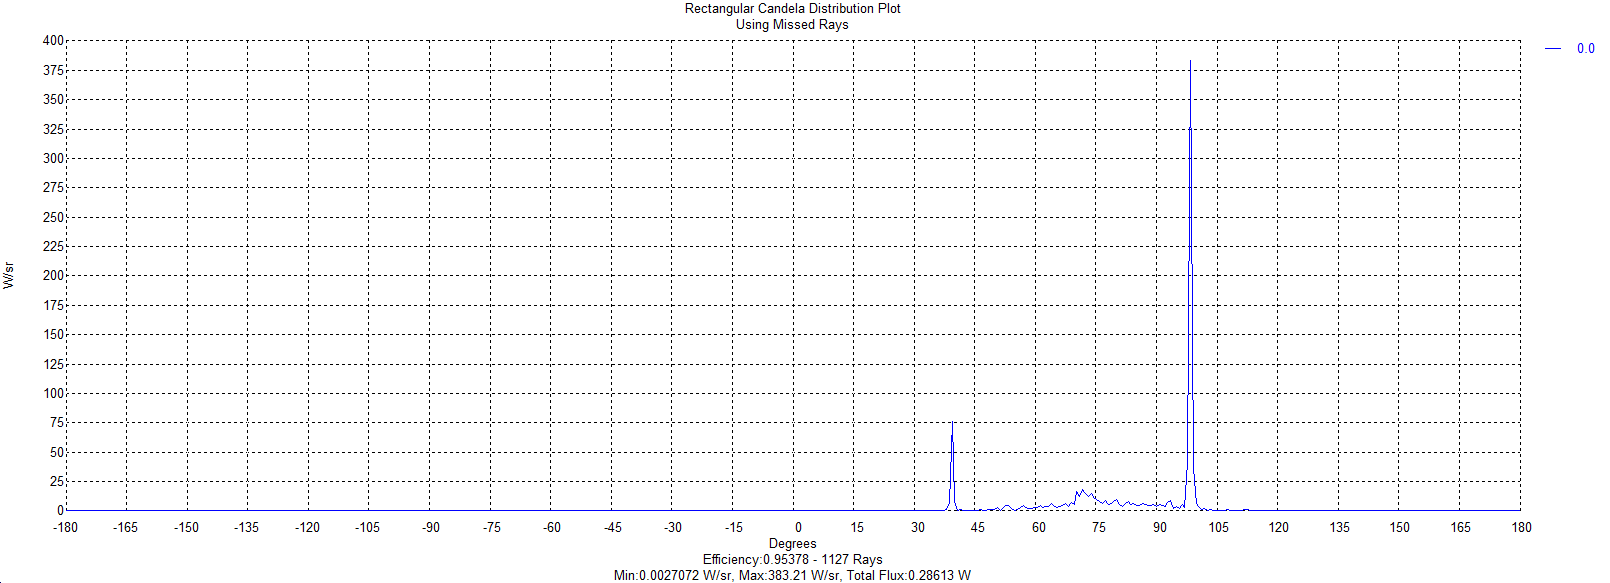 Rectangular Candela Distribution Plot
Using Missed Rays
0.0
400
375
350
325
300
275
250
225
200
175
150
125
100
75
50
25
0
W/sr
-180 -165 -150 -135 -120 -105 -90 -75 -60 -45 -30 -15 0 15 30 45 60 75 90 105 120 135 150 165 180
Degrees
Efficiency:0.95378 - 1127 Rays
Min:0.0027072 W/sr, Max:383.21 W/sr, Total Flux:0.28613 W